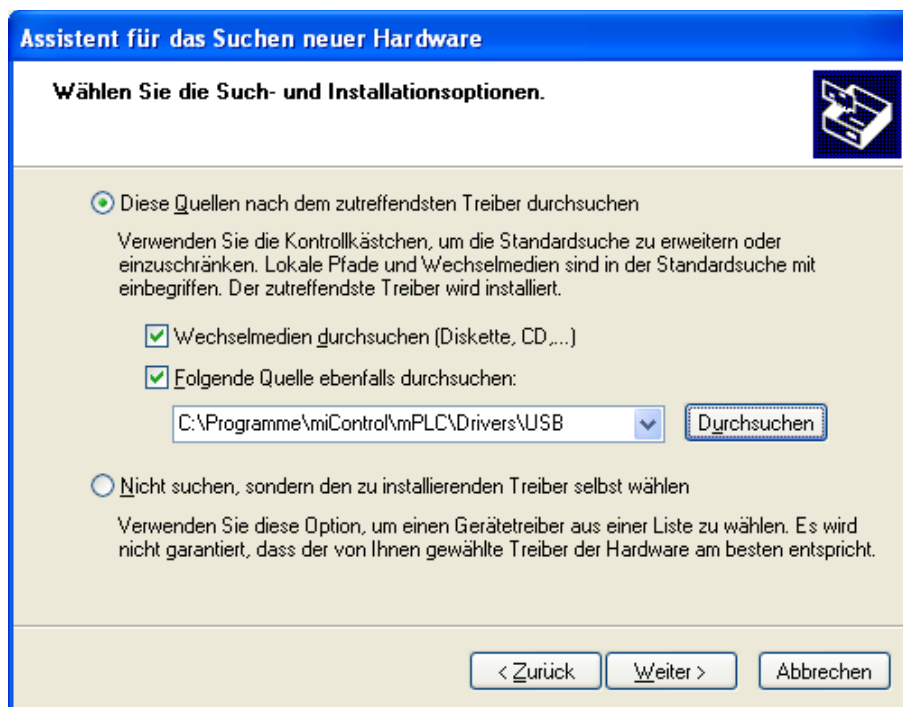 Assistent für das Suchen neuer Hardware
Wählen Sie die Such- und Installationsoptionen.
Diese Quellen nach dem zutreffendsten Treiber durchsuchen
Verwenden Sie die Kontrollkästchen, um die Standardsuche zu erweitern oder
einzuschränken. Lokale Pfade und Wechselmedien sind in der Standardsuche mit
einbegriffen. Der zutreffendste Treiber wird installiert.
Wechselmedien durchsuchen (Diskette, CD,...)
Folgende Quelle ebenfalls durchsuchen:
C:\Programme\miControl\mPLC\Drivers\USB Durchsuchen
Nicht suchen, sondern den zu installierenden Treiber selbst wählen
Verwenden Sie diese Option, um einen Gerätetreiber aus einer Liste zu wählen. Es wird
nicht garantiert, dass der von Ihnen gewählte Treiber der Hardware am besten entspricht.
< Zurück Weiter > Abbrechen